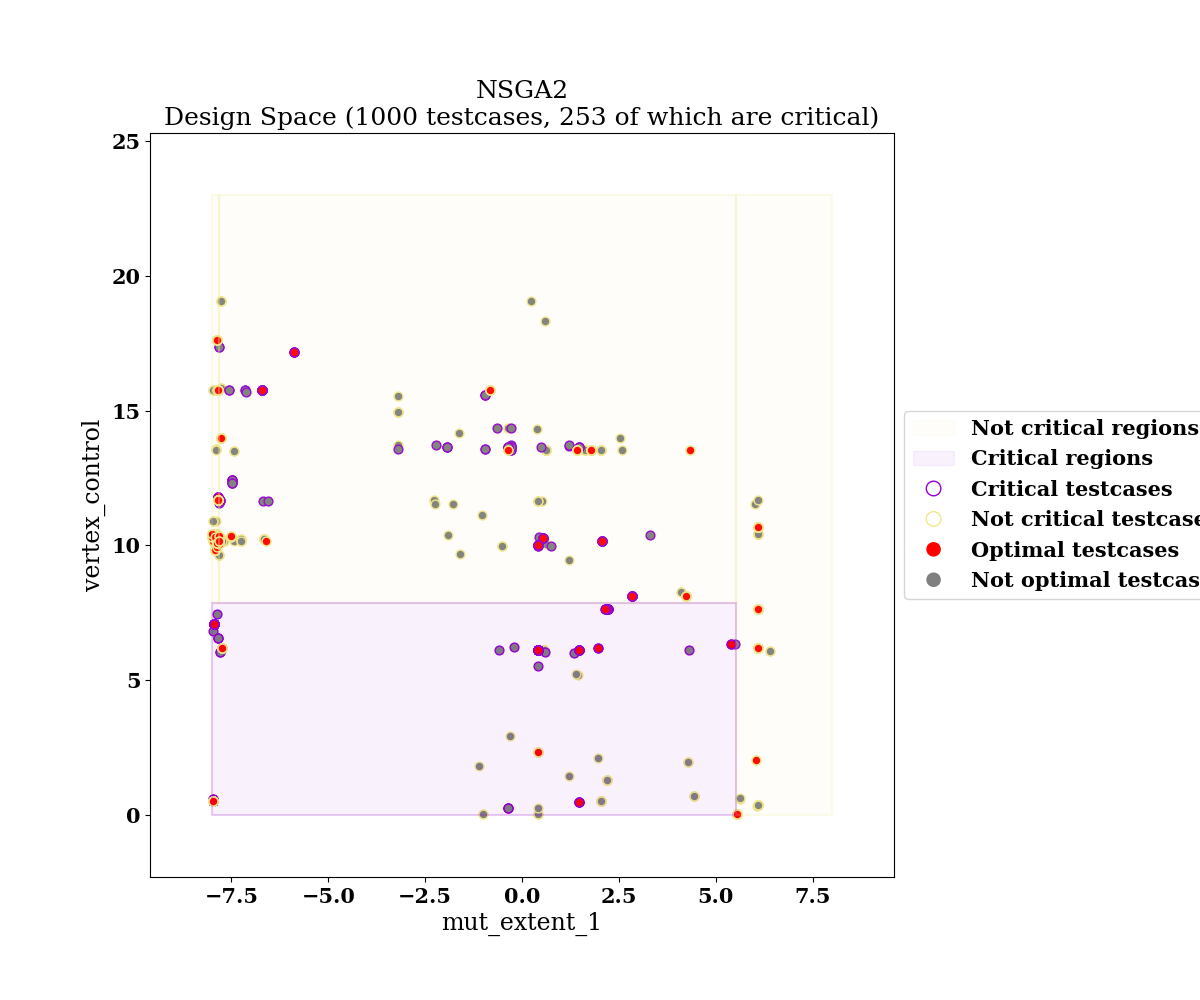 NSGA2
Design Space (1000 testcases, 253 of which are critical)
25
20
15
10
5
0
vertex_control
−7.5 −5.0 −2.5 0.0 2.5 5.0 7.5
mut_extent_1
Not critical regions
Critical regions
Critical testcases
Not critical testcase
Optimal testcases
Not optimal testcas